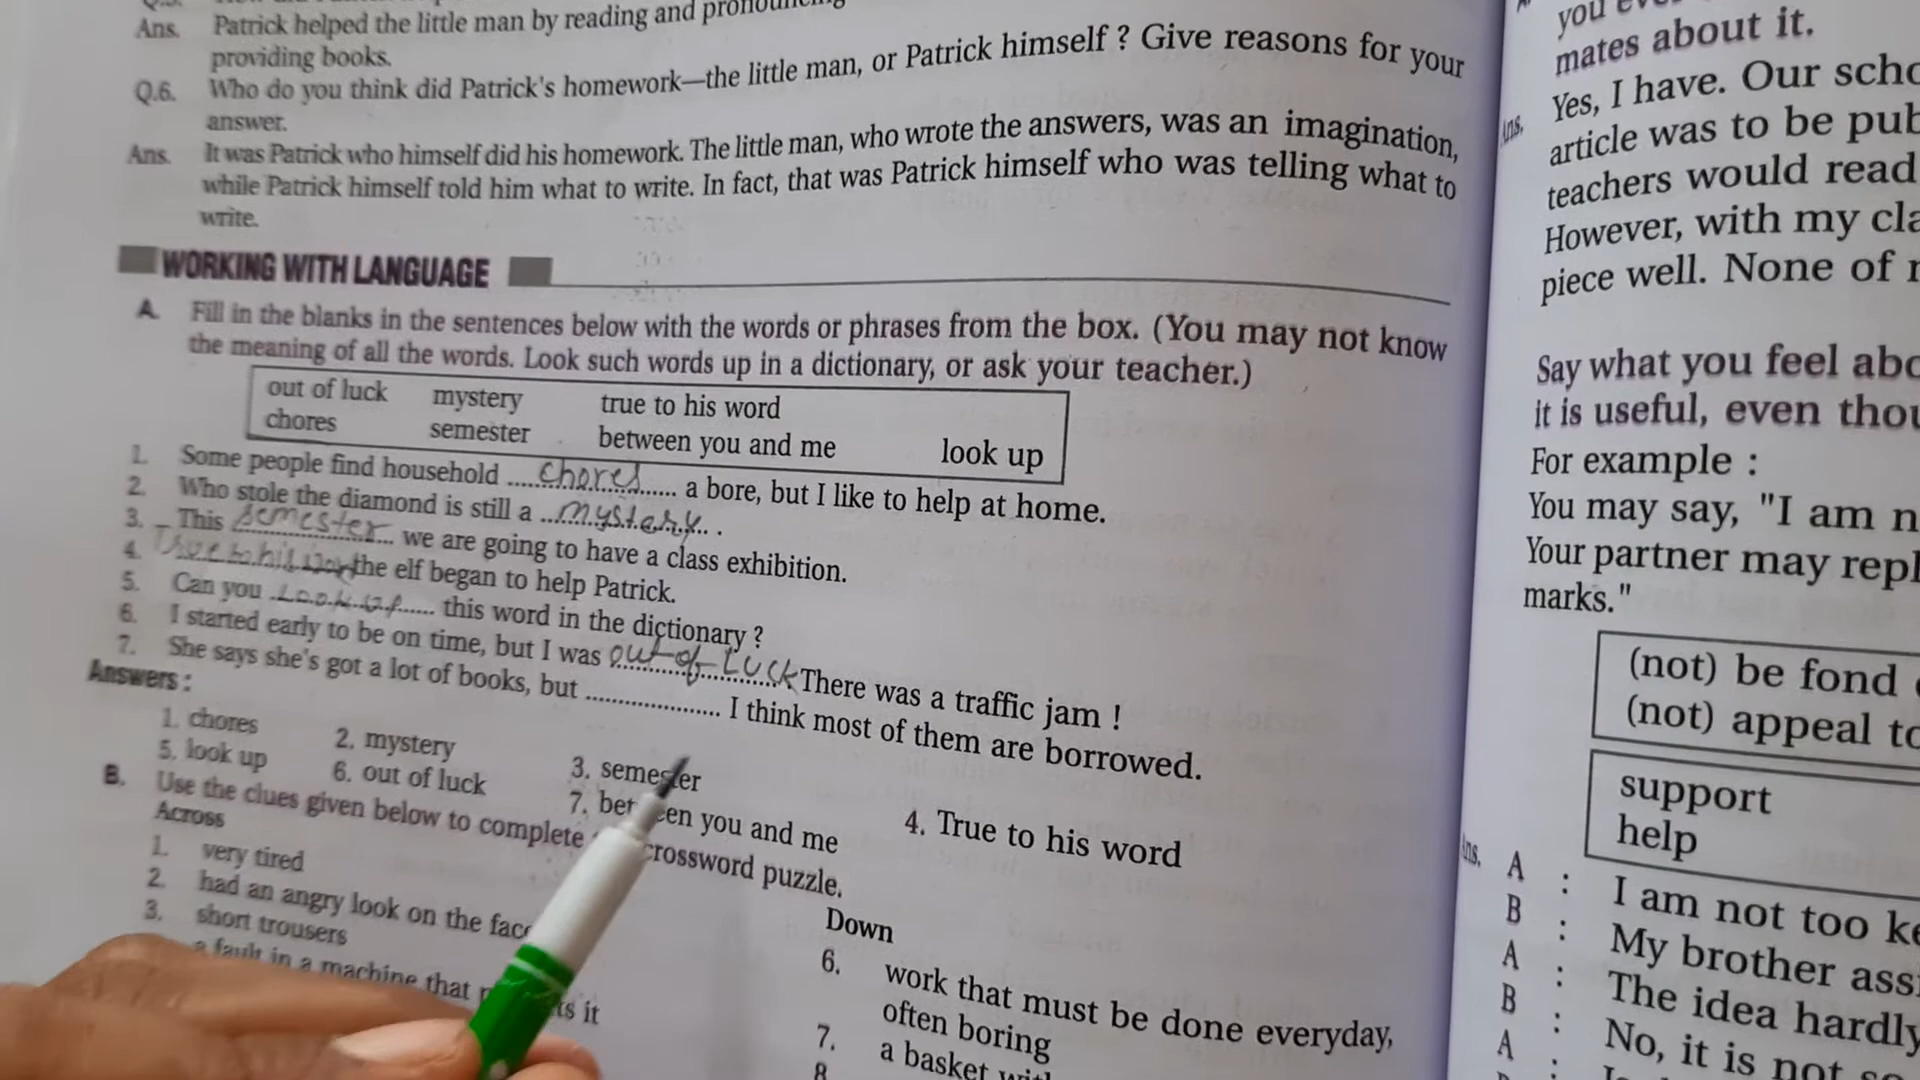 Ans. Patrick helped the little man by reading and
providing books.
Q.6. Who do you think did Patrick's homework—the little man, or Patrick himself ? Give reasons for your
answer.
Ans. It was Patrick who himself did his homework. The little man, who wrote the answers, was an imagination,
while Patrick himself told him what to write. In fact, that was Patrick himself who was telling what to
write.
WORKING WITH LANGUAGE
A. Fill in the blanks in the sentences below with the words or phrases from the box. (You may not know
the meaning of all the words. Look such words up in a dictionary, or ask your teacher.)
out of luck mystery true to his word
chores semester between you and me look up
1. Some people find household chores a bore, but I like to help at home.
2. Who stole the diamond is still a mystery.
3. This semester we are going to have a class exhibition.
4. the elf began to help Patrick.
5. Can you Look up this word in the dictionary ?
6. I started early to be on time, but I was out of Luck There was a traffic jam !
7. She says she's got a lot of books, but .................... I think most of them are borrowed.
Answers :
1. chores 2. mystery 3. semester 4. True to his word
5. look up 6. out of luck 7. you and me
B. Use the clues given below to complete crossword puzzle.
Across Down
1. very tired
2. had an angry look on the
3. short trousers
a fault in a machine that it
6. work that must be done everyday,
often boring
7. a basket
8
you
mates about it.
Ans. Yes, I have. Our
article was to be
teachers would read
However, with my
piece well. None of
Say what you feel
it is useful, even
For example :
You may say, "I am
Your partner may
marks."
(not) be fond
(not) appeal
support
help
Ans. A : I am not too
B : My brother
A : The idea hardly
B : No, it is not
A :